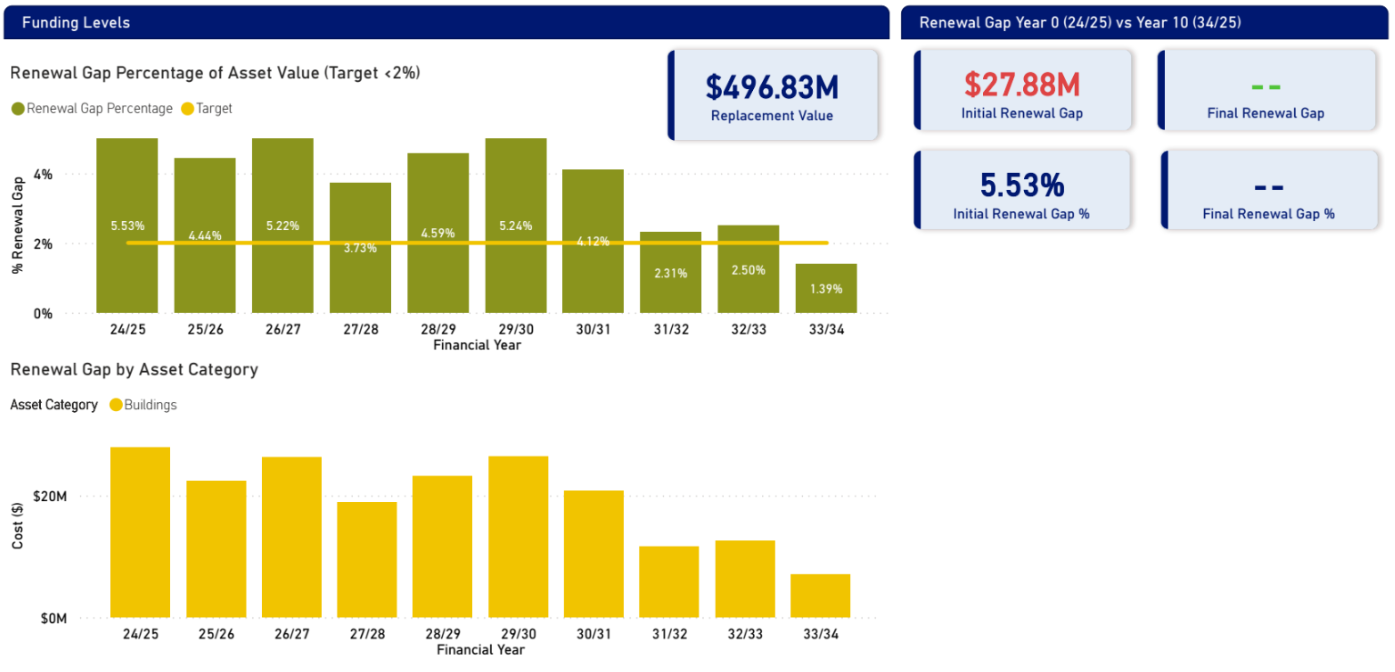 Funding Levels
Renewal Gap Percentage of Asset Value (Target <2%)
Renewal Gap Percentage Target
$496.83M
Replacement Value
% Renewal Gap
4%
2%
0%
5.53% 4.44% 5.22% 3.73% 4.59% 5.24% 4.12% 2.31% 2.50% 1.39%
24/25 25/26 26/27 27/28 28/29 29/30 30/31 31/32 32/33 33/34
Financial Year
Renewal Gap by Asset Category
Asset Category Buildings
Cost ($)
$20M
$0M
24/25 25/26 26/27 27/28 28/29 29/30 30/31 31/32 32/33 33/34
Financial Year
Renewal Gap Year 0 (24/25) vs Year 10 (34/25)
$27.88M
Initial Renewal Gap
--
Final Renewal Gap
5.53%
Initial Renewal Gap %
--
Final Renewal Gap %